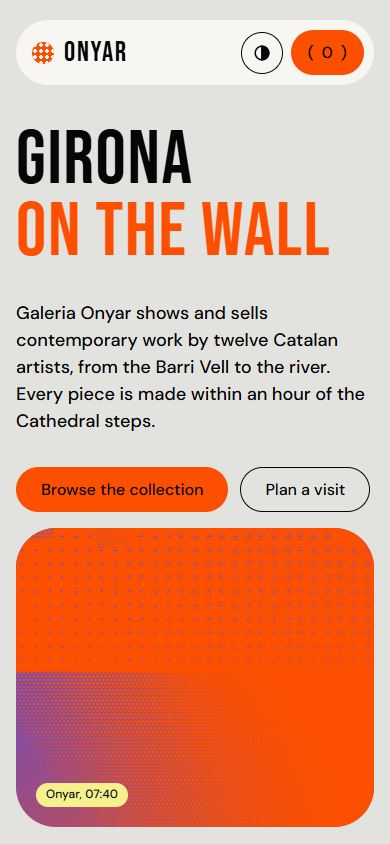 ONYAR
( 0 )
GIRONA
ON THE WALL
Galeria Onyar shows and sells
contemporary work by twelve Catalan
artists, from the Barri Vell to the river.
Every piece is made within an hour of the
Cathedral steps.
Browse the collection
Plan a visit
Onyar, 07:40